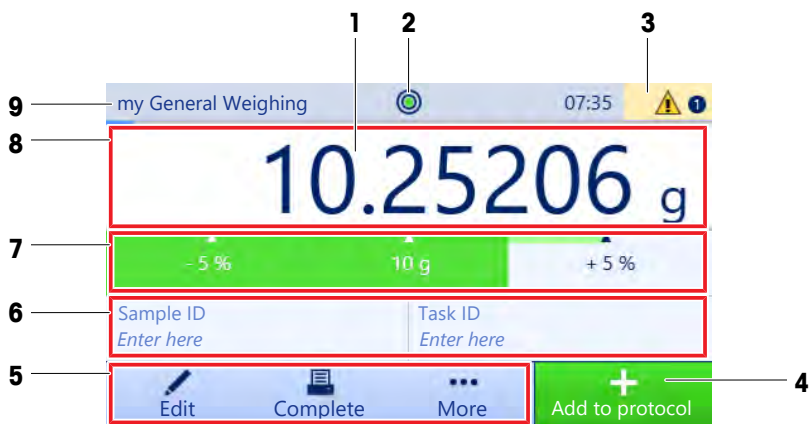 1 2 3
9 my General Weighing 07:35 1
8 10.25206 g
7 - 5 % 10 g + 5 %
6 Sample ID Task ID
Enter here Enter here
5 Edit Complete More Add to protocol 4